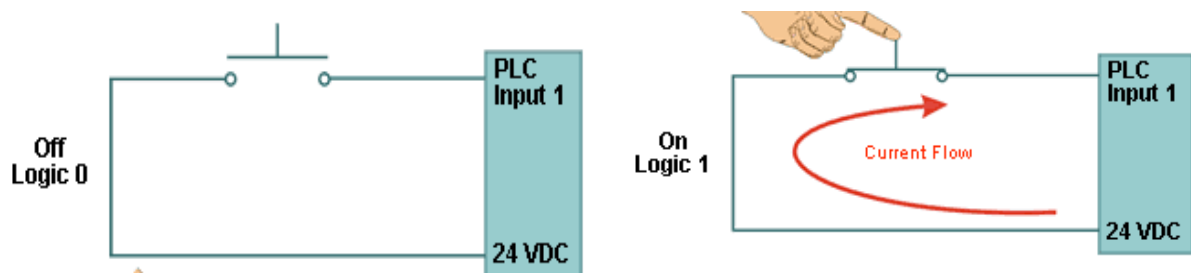 PLC
Input 1
Off
Logic 0
24 VDC
PLC
Input 1
On
Logic 1
Current Flow
24 VDC